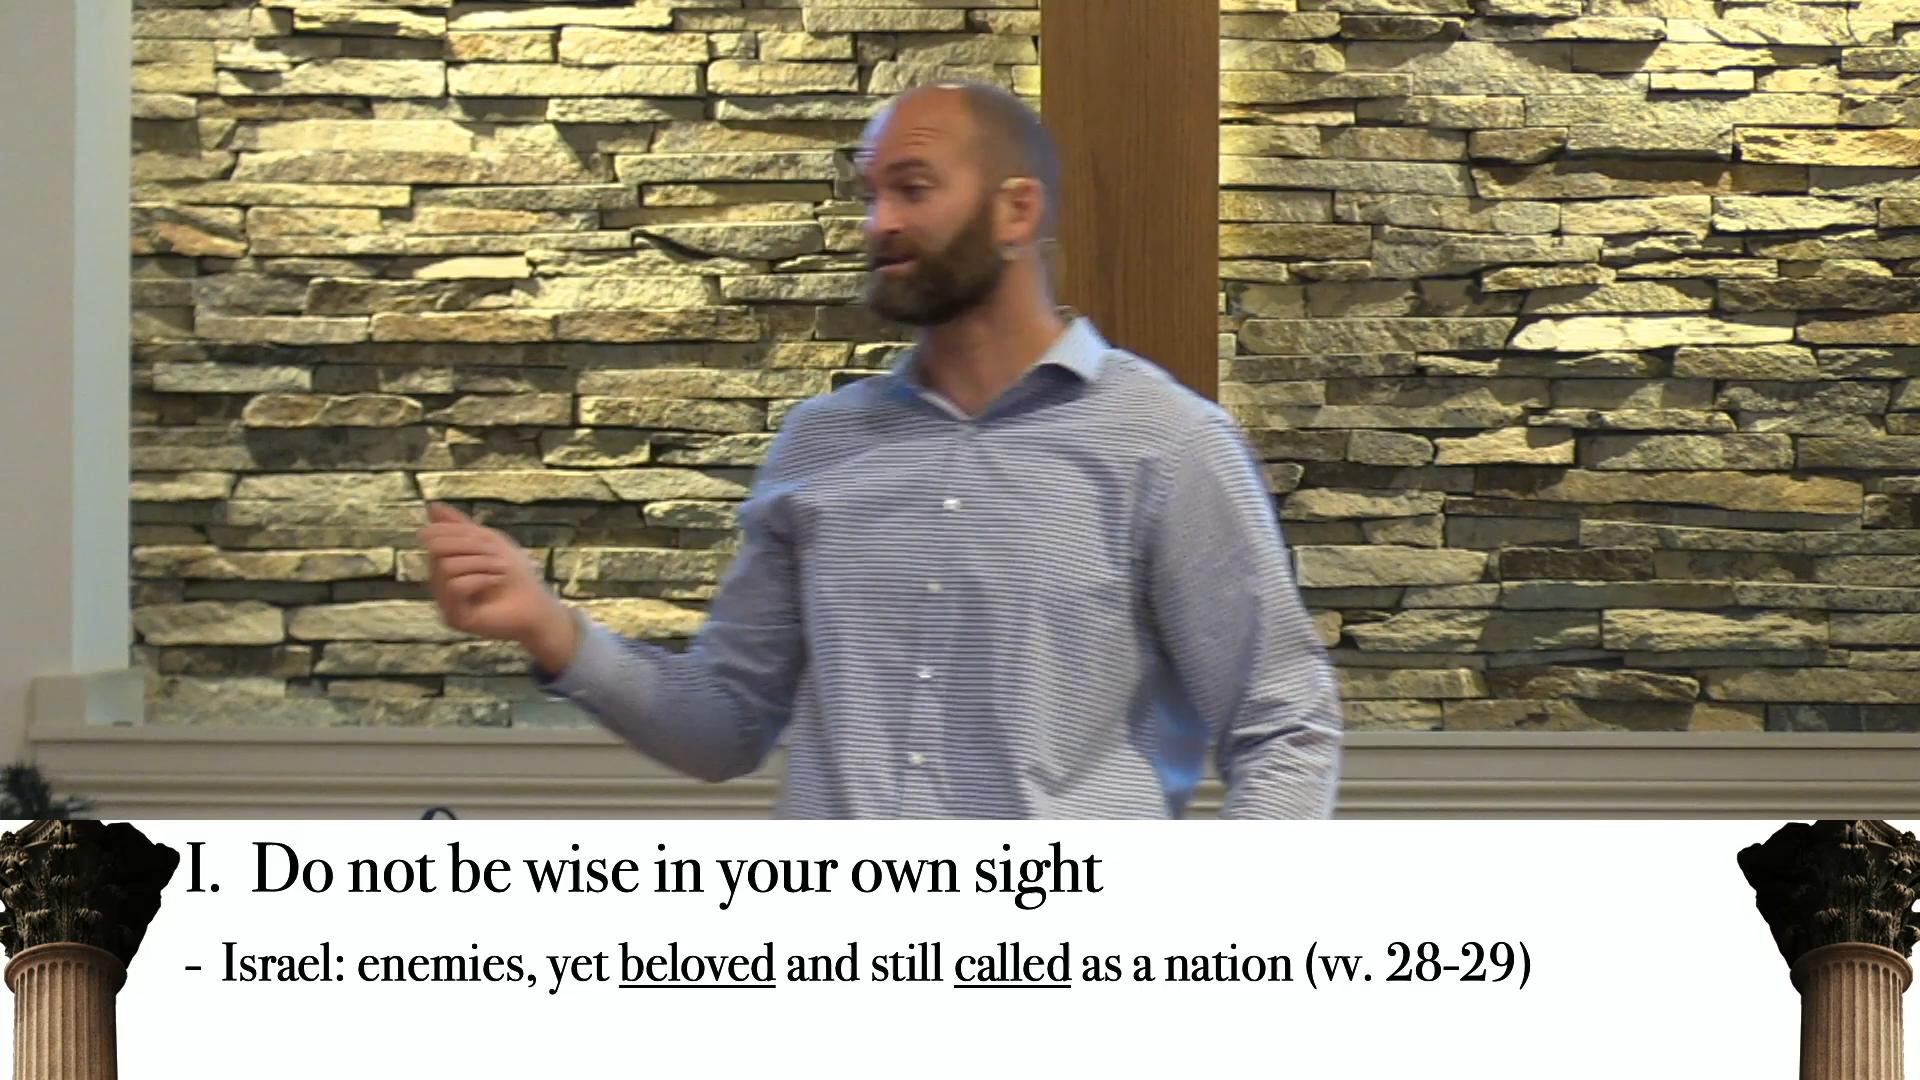 I. Do not be wise in your own sight
- Israel: enemies, yet beloved and still called as a nation (vv. 28-29)